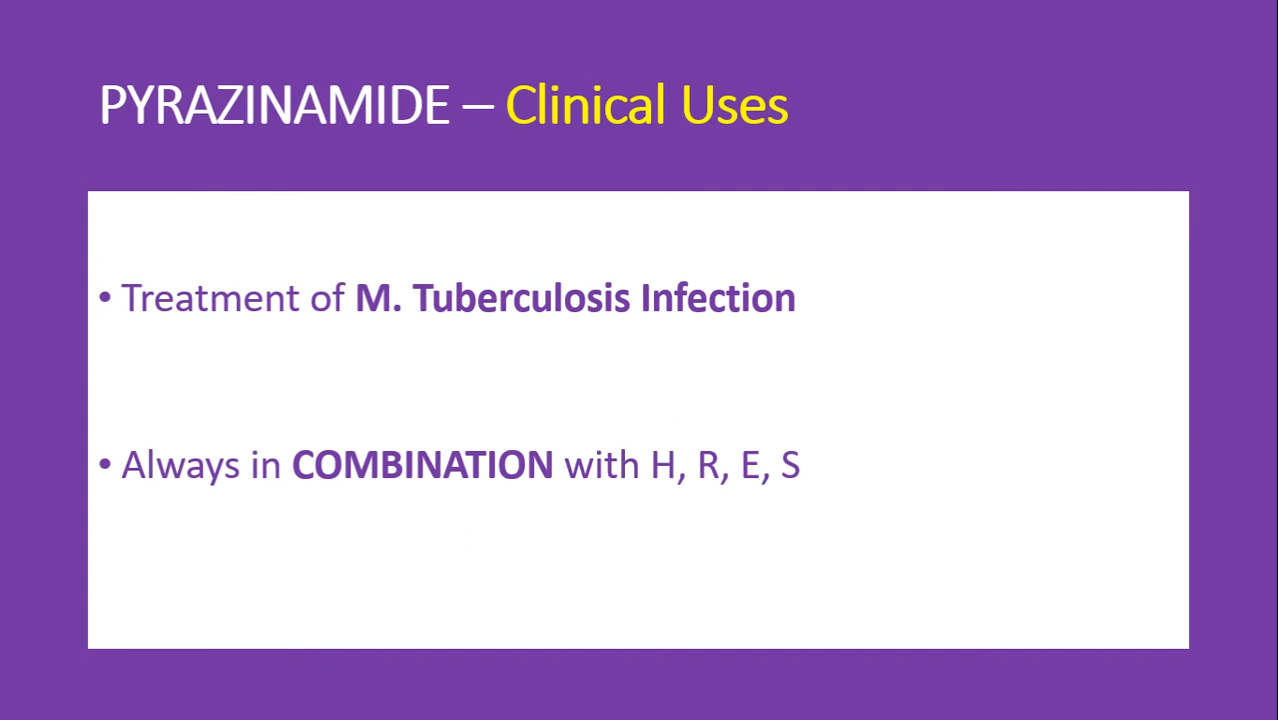 PYRAZINAMIDE – Clinical Uses
• Treatment of M. Tuberculosis Infection
• Always in COMBINATION with H, R, E, S